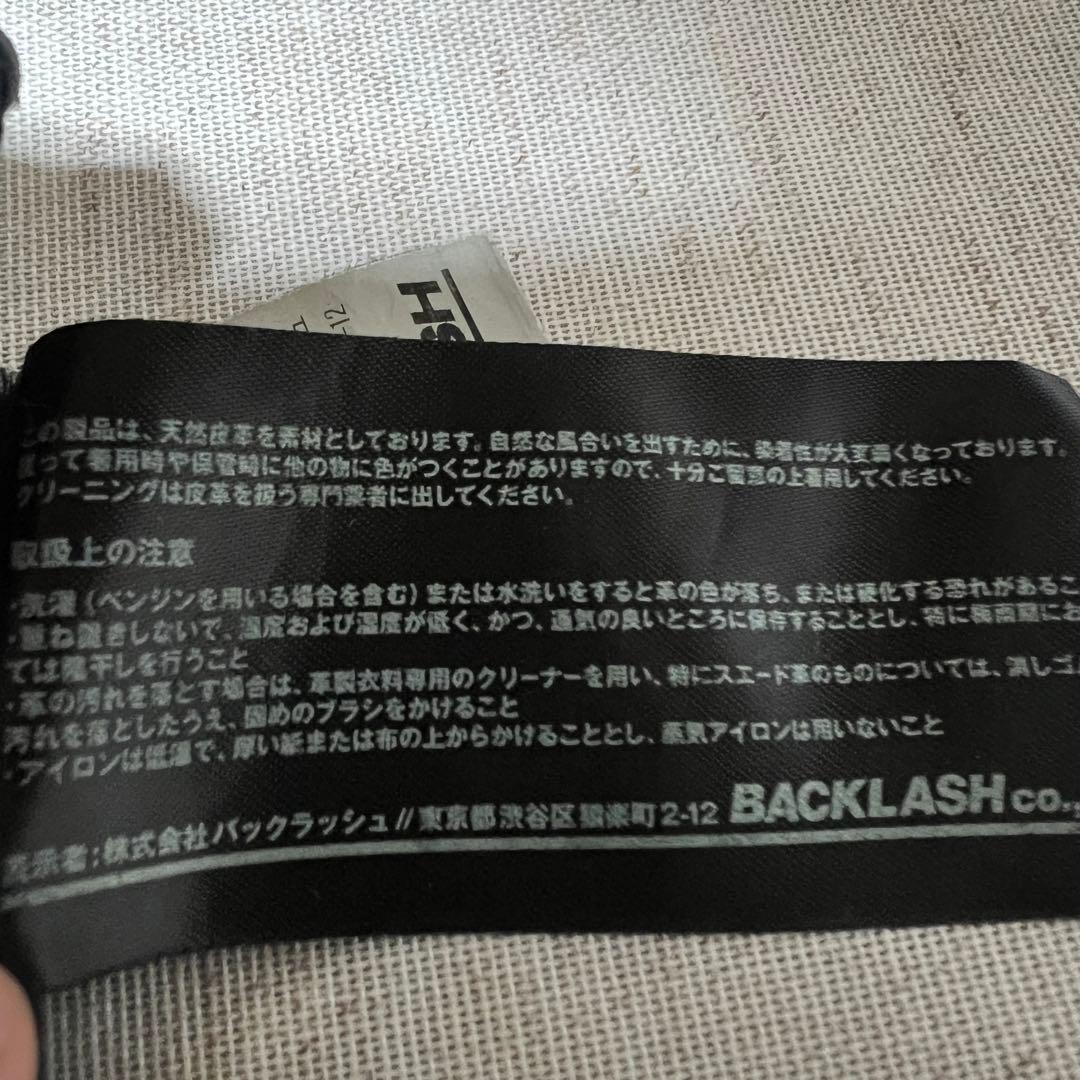 SH
-12
この製品は、天然皮革を素材としております。自然な風合いを出すために、染着性が大変弱くなっております。
従って着用時や保管時に他の物に色がつくことがありますので、十分ご留意の上着用してください。
クリーニングは皮革を扱う専門業者に出してください。
取扱上の注意
・洗濯（ベンジンを用いる場合を含む）または水洗いをすると革の色が落ち、または硬化する恐れがあるこ
・重ね置きしないで、温度および湿度が低く、かつ、通気の良いところに保存することとし、特に梅雨期にお
ては陰干しを行うこと
・革の汚れを落とす場合は、革製衣料専用のクリーナーを用い、特にスエード革のものについては、消しゴ
汚れを落としたうえ、固めのブラシをかけること
・アイロンは低温で、厚い紙または布の上からかけることとし、蒸気アイロンは用いないこと
表示者：株式会社バックラッシュ//東京都渋谷区猿楽町2-12 BACKLASH CO.,